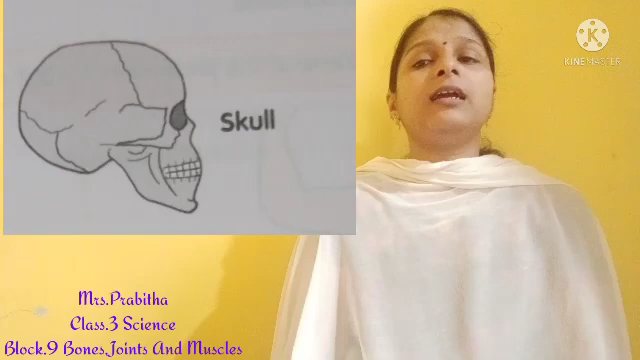 Skull
K
KINEMASTER
Mrs.Prabitha
Class.3 Science
Block.9 Bones,Joints And Muscles